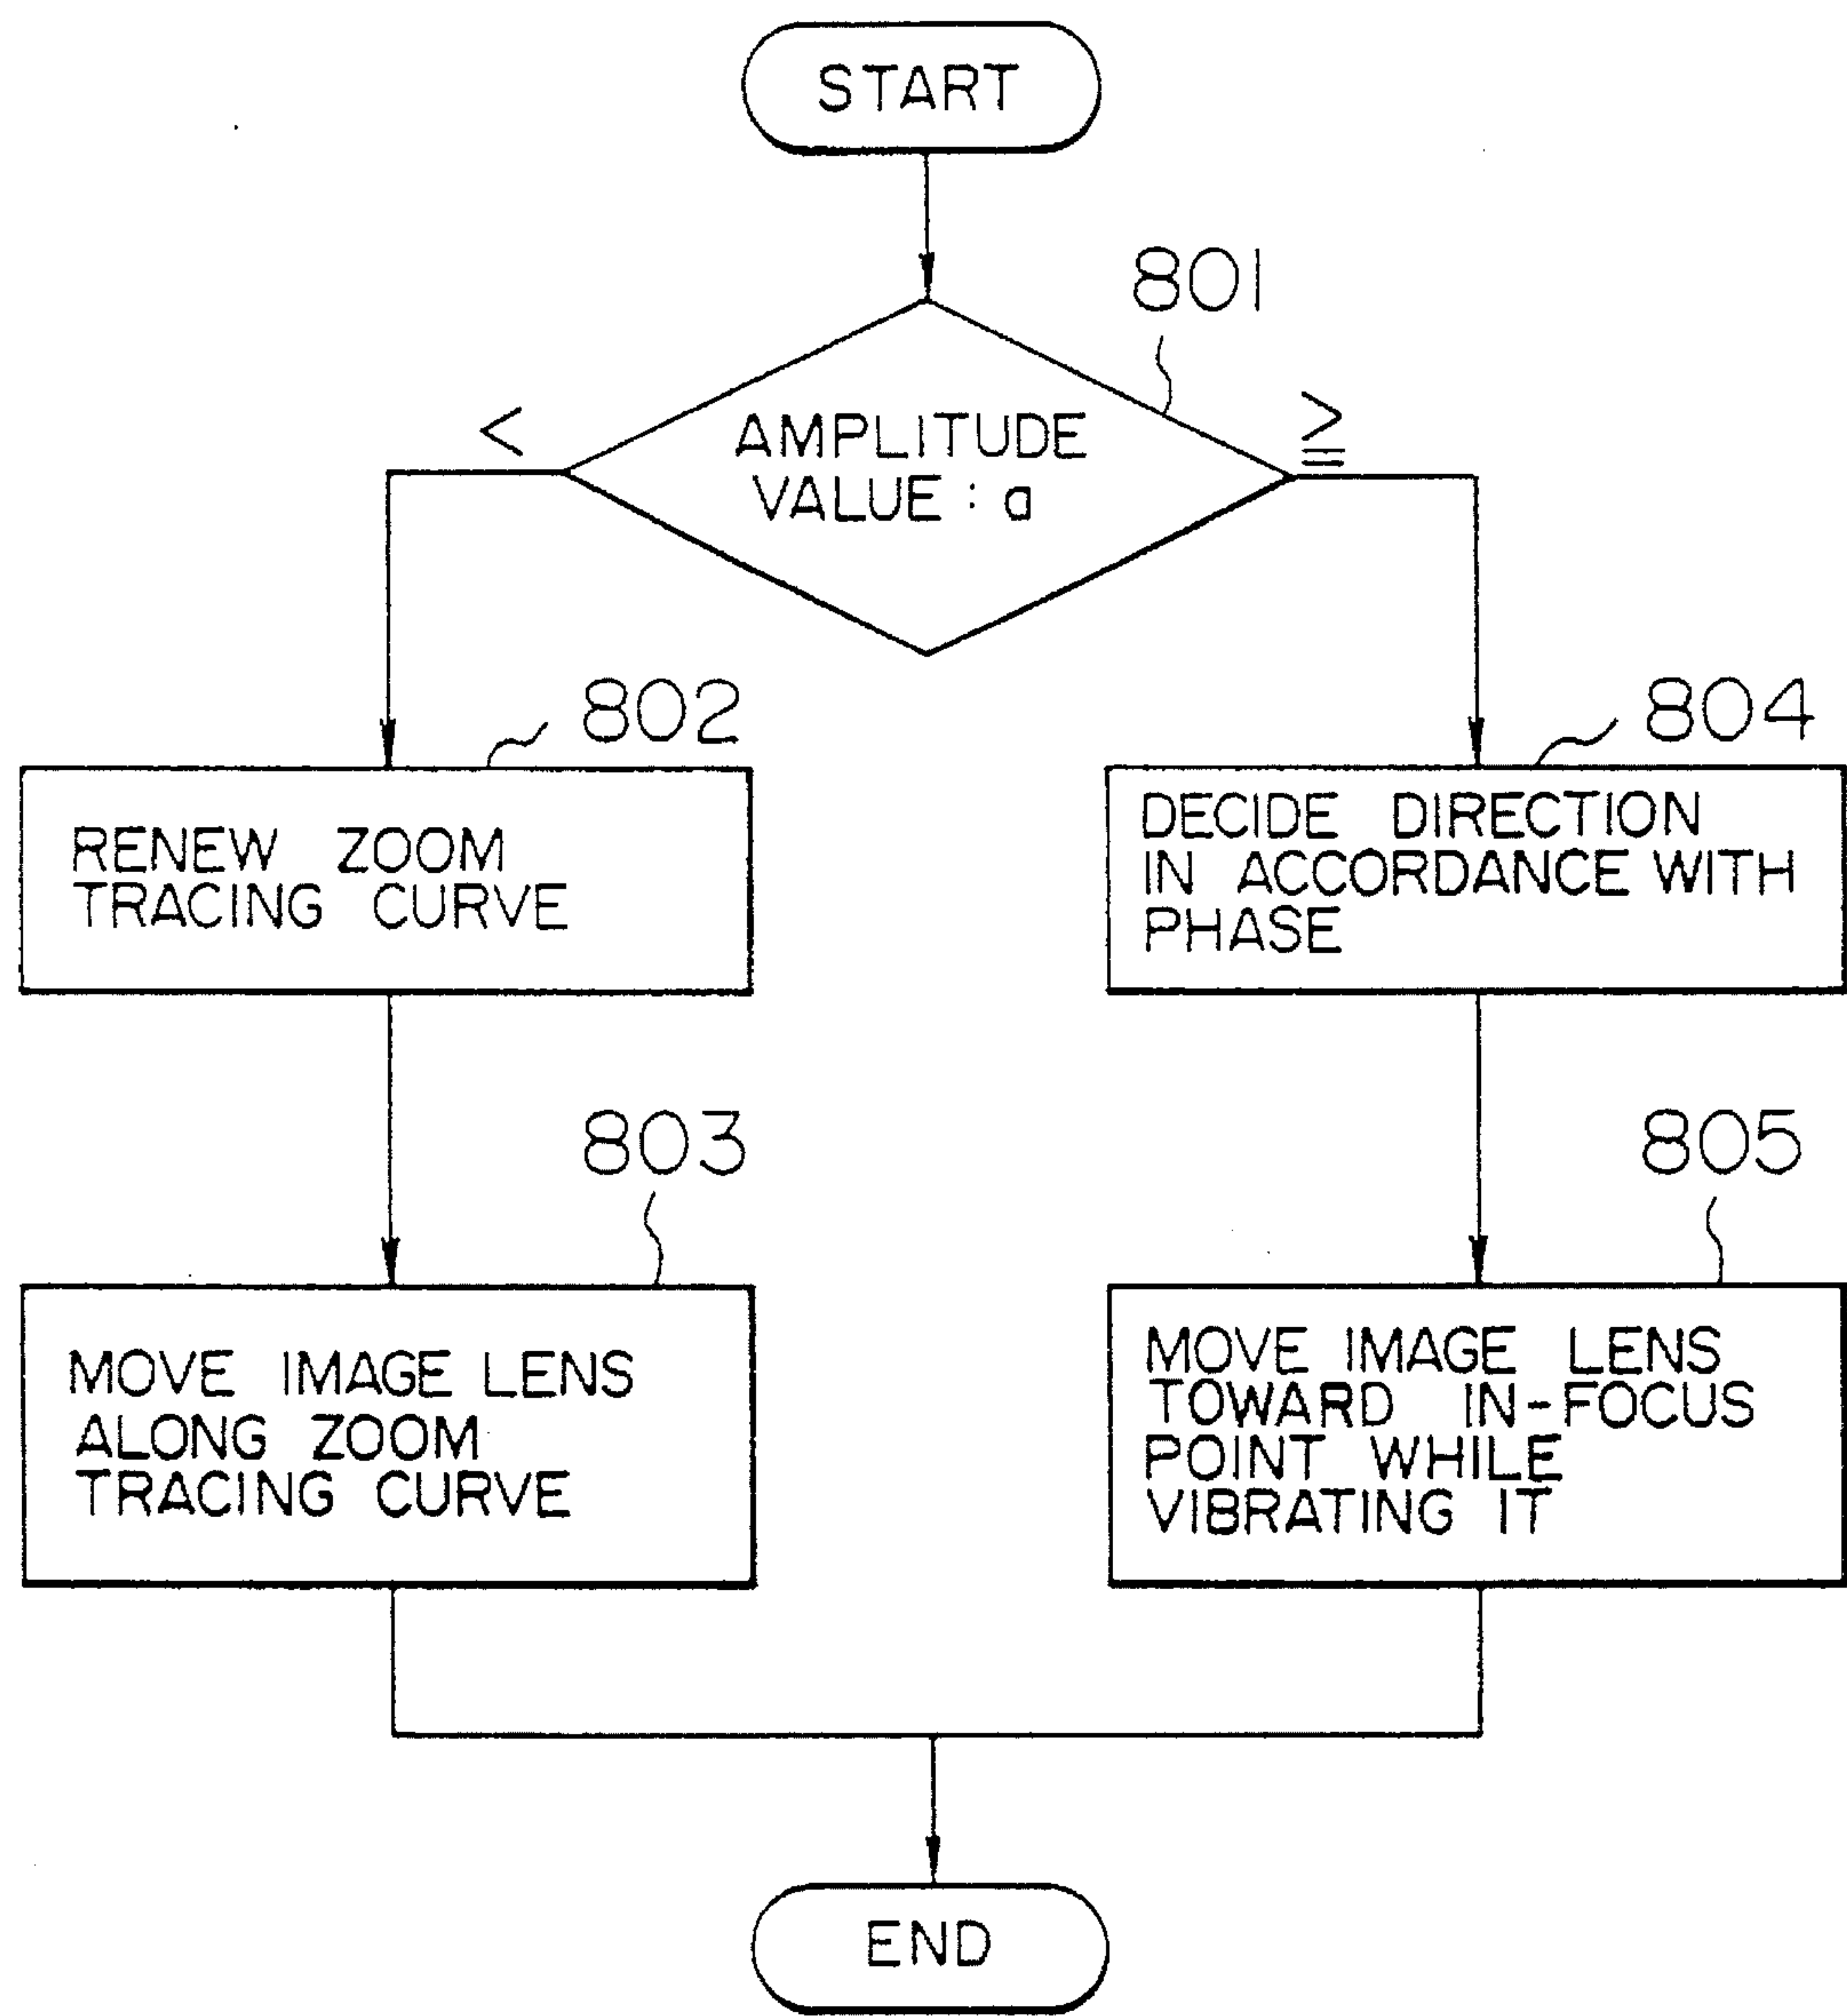 START
801
<
AMPLITUDE
VALUE : a
≧
802
RENEW ZOOM
TRACING CURVE
804
DECIDE DIRECTION
IN ACCORDANCE WITH
PHASE
803
MOVE IMAGE LENS
ALONG ZOOM
TRACING CURVE
805
MOVE IMAGE LENS
TOWARD IN-FOCUS
POINT WHILE
VIBRATING IT
END